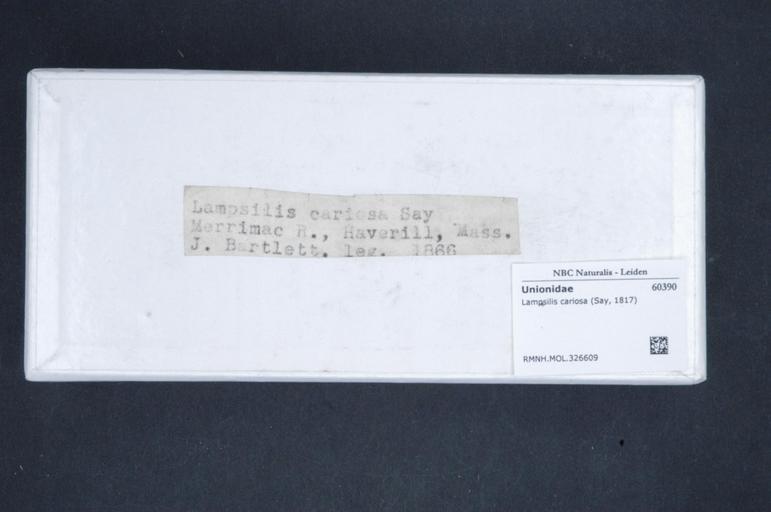 Lampsilis cariosa Say
Merrimac R., Haverill, Mass.
J. Bartlett. leg. 1866
NBC Naturalis - Leiden
Unionidae 60390
Lampsilis cariosa (Say, 1817)
RMNH.MOL.326609